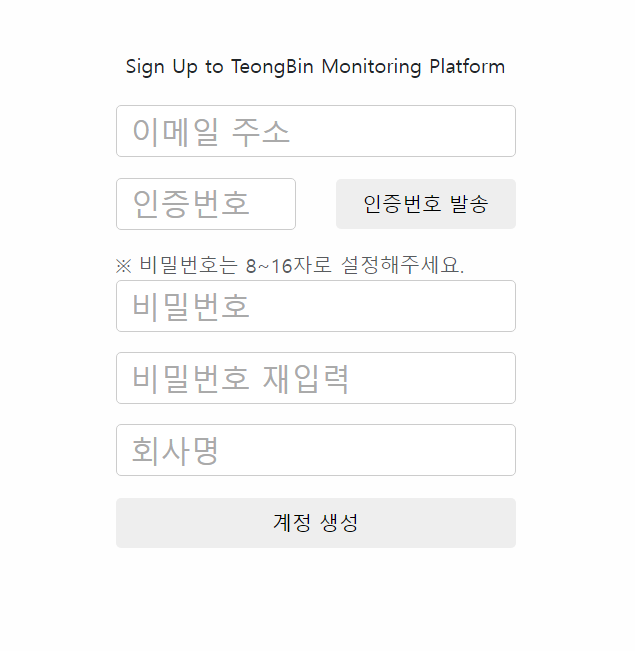 Sign Up to TeongBin Monitoring Platform
이메일 주소
인증번호
인증번호 발송
※ 비밀번호는 8~16자로 설정해주세요.
비밀번호
비밀번호 재입력
회사명
계정 생성